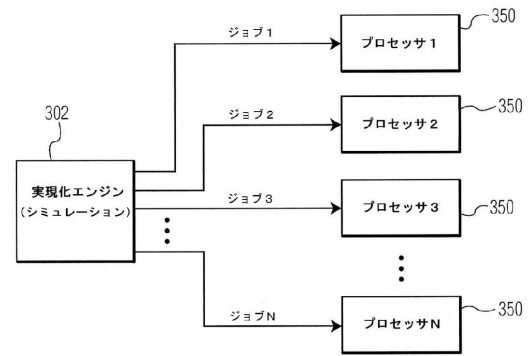 350
ジョブ1
プロセッサ1
302
350
ジョブ2
プロセッサ2
実現化エンジン
(シミュレーション)
ジョブ3
プロセッサ3
350
350
ジョブN
プロセッサN